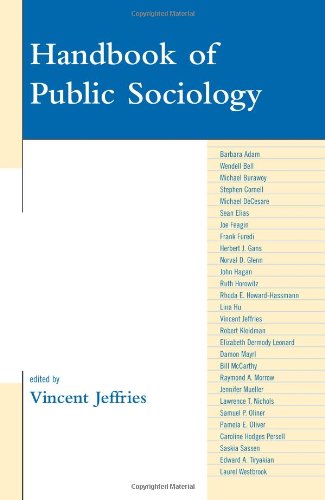 Handbook of
Public Sociology
Barbara Adam
Wendell Bell
Michael Burawoy
Stephen Cornell
Michael DeCesare
Sean Elias
Joe Feagin
Frank Furedi
Herbert J. Gans
Norval D. Glenn
John Hagan
Ruth Horowitz
Rhoda E. Howard-Hassmann
Lina Hu
Vincent Jeffries
Robert Kleidman
Elizabeth Dermody Leonard
Damon Mayrl
Bill McCarthy
Raymond A. Morrow
Jennifer Mueller
Lawrence T. Nichols
Samuel P. Oliner
Pamela E. Oliver
Caroline Hodges Persell
Saskia Sassen
Edward A. Tiryakian
Laurel Westbrook
edited by
Vincent Jeffries